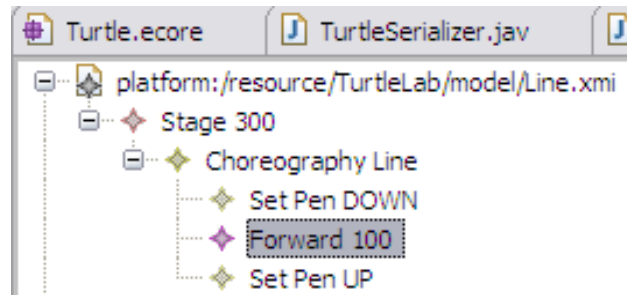 Turtle.ecore TurtleSerializer.jav
platform:/resource/TurtleLab/model/Line.xmi
Stage 300
Choreography Line
Set Pen DOWN
Forward 100
Set Pen UP